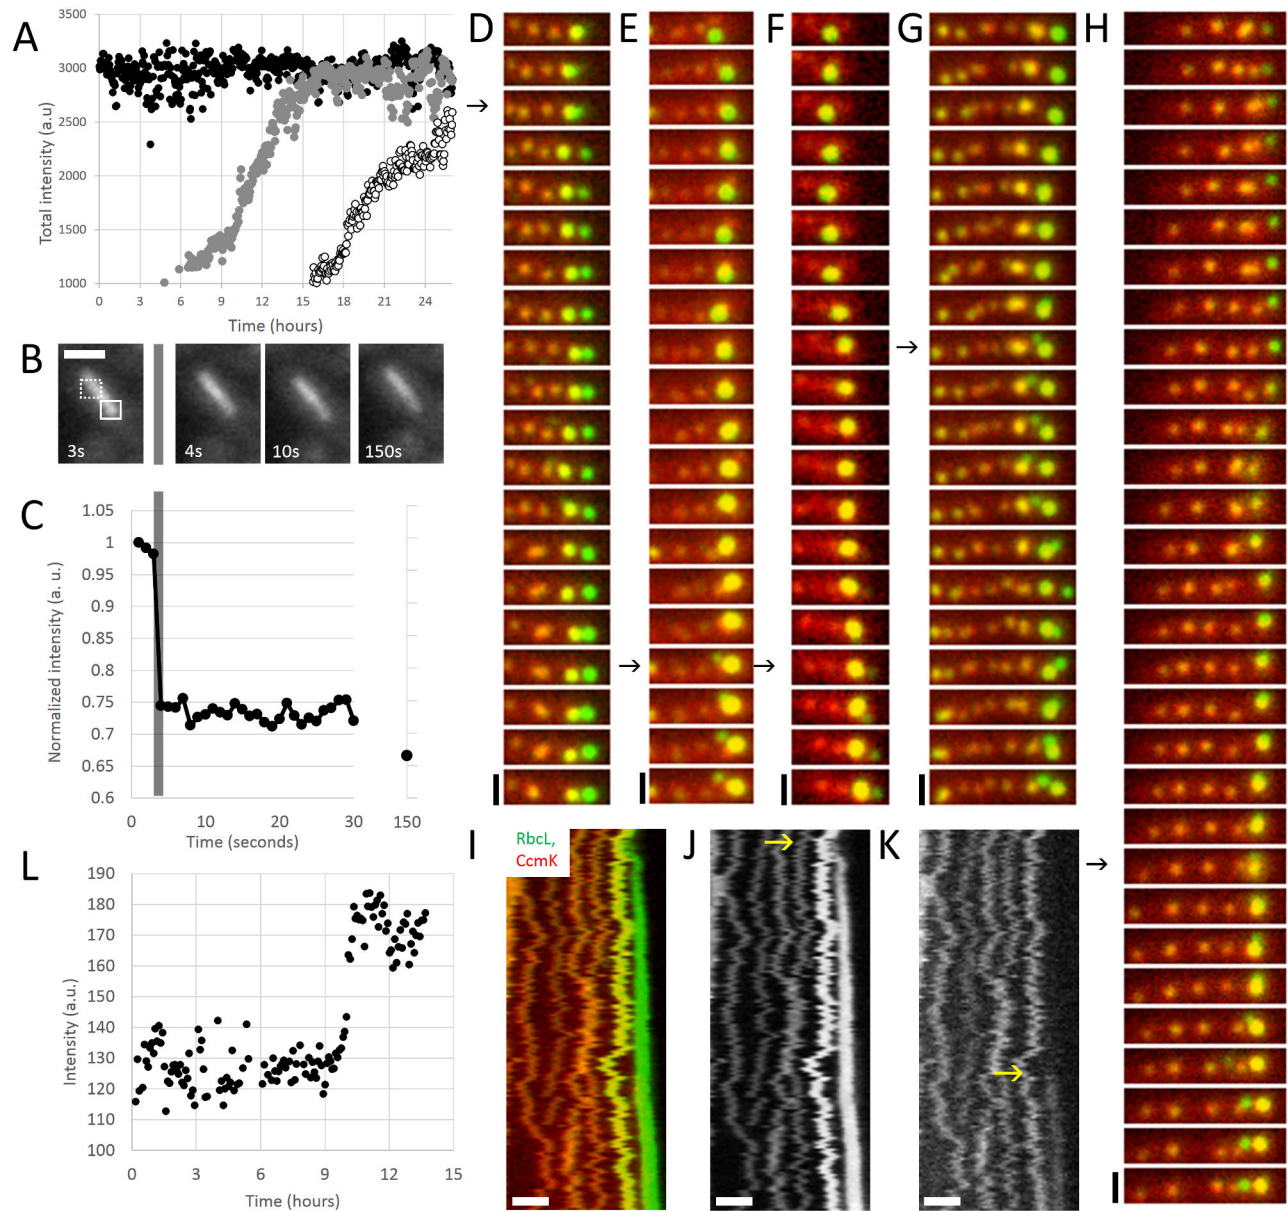 A
Total intensity (a.u)
3500
3000
2500
2000
1500
1000
0 3 6 9 12 15 18 21 24
Time (hours)
→
B
3s
4s
10s
150s
C
Normalized intensity (a. u.)
1.05
1
0.95
0.9
0.85
0.8
0.75
0.7
0.65
0.6
0 10 20 30 150
Time (seconds)
D
E
F
G
H
→
→
→
→
I
RbcL,
CcmK
J
→
K
→
L
Intensity (a.u.)
190
180
170
160
150
140
130
120
110
100
0 3 6 9 12 15
Time (hours)